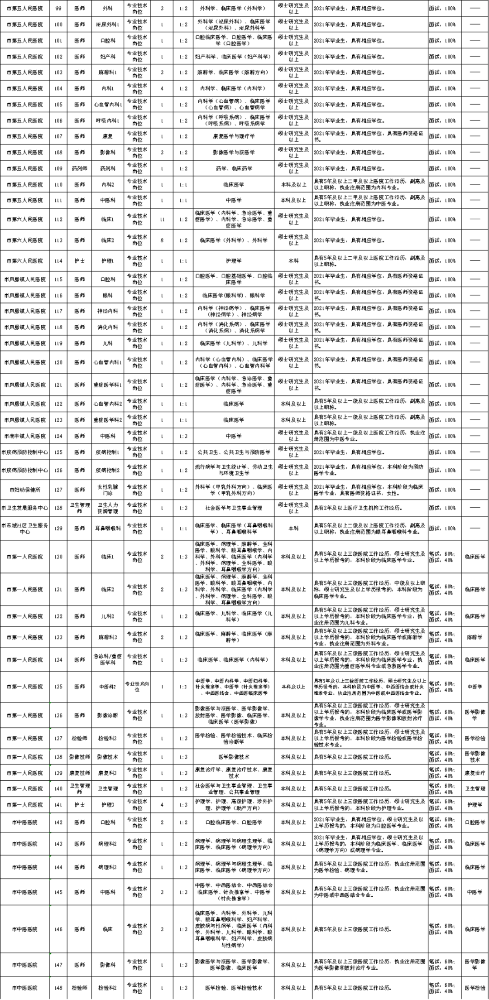 市第五人民医院 99 医师 外科 专业技术岗位 3 1:2 外科学、临床医学（外科学） 硕士研究生及以上 2021年毕业生，具有相应学位。 面试，100% ——
市第五人民医院 100 医师 泌尿外科1 专业技术岗位 1 1:2 外科学（泌尿外科）、临床医学（泌尿外科）、泌尿外科学 硕士研究生及以上 2021年毕业生，具有相应学位。 面试，100% ——
市第五人民医院 101 医师 口腔科 专业技术岗位 1 1:2 口腔临床医学、口腔医学、临床医学（口腔医学） 硕士研究生及以上 2021年毕业生，具有相应学位。 面试，100% ——
市第五人民医院 102 医师 妇产科 专业技术岗位 1 1:2 妇产科学、临床医学（妇产科学） 硕士研究生及以上 2021年毕业生，具有相应学位。 面试，100% ——
市第五人民医院 103 医师 麻醉科1 专业技术岗位 3 1:2 麻醉学、临床医学（麻醉方向） 硕士研究生及以上 2021年毕业生，具有相应学位。 面试，100% ——
市第五人民医院 104 医师 内科1 专业技术岗位 4 1:2 内科学、临床医学（内科学） 硕士研究生及以上 2021年毕业生，具有相应学位。 面试，100% ——
市第五人民医院 105 医师 心血管内科1 专业技术岗位 1 1:2 内科学（心血管病）、临床医学（心血管病）、心血管病学 硕士研究生及以上 2021年毕业生，具有相应学位。 面试，100% ——
市第五人民医院 106 医师 呼吸内科1 专业技术岗位 1 1:2 内科学（呼吸系病）、临床医学（呼吸系病）、呼吸系病学 硕士研究生及以上 2021年毕业生，具有相应学位。 面试，100% ——
市第五人民医院 107 医师 康复 专业技术岗位 1 1:2 康复医学与理疗学 硕士研究生及以上 2021年毕业生，具有相应学位，具有医师资格证书。 面试，100% ——
市第五人民医院 108 医师 影像科 专业技术岗位 3 1:2 影像医学与核医学 硕士研究生及以上 2021年毕业生，具有相应学位。 面试，100% ——
市第五人民医院 109 药剂师 药剂科 专业技术岗位 1 1:2 药学、临床药学 硕士研究生及以上 2021年毕业生，具有相应学位。 面试，100% ——
市第五人民医院 110 医师 内科2 专业技术岗位 1 1:1 临床医学 本科及以上 具有5年及以上二甲及以上医院工作经历，副高及以上职称，执业注册范围为内科专业。 面试，100% ——
市第五人民医院 111 医师 中医科 专业技术岗位 1 1:1 中医学 本科及以上 具有5年及以上二甲及以上医院工作经历，副高及以上职称，执业注册范围为中医专业。 面试，100% ——
市第六人民医院 112 医师 临床1 专业技术岗位 11 1:2 临床医学（内科学、急诊医学、重症医学）、内科学、急诊医学、重症医学 硕士研究生及以上 2021年毕业生，具有相应学位。 面试，100% ——
市第六人民医院 113 医师 临床2 专业技术岗位 8 1:2 临床医学（外科学）、外科学 硕士研究生及以上 2021年毕业生，具有相应学位。 面试，100% ——
市第六人民医院 114 护士 护理1 专业技术岗位 1 1:1 护理学 本科 具有5年及以上二甲及以上医院工作经历，副高及以上职称。 面试，100% ——
市凤凰镇人民医院 115 医师 口腔科 专业技术岗位 1 1:2 口腔医学、口腔基础医学、口腔临床医学 硕士研究生及以上 2021年毕业生，具有相应学位，具有医师资格证书。 面试，100% ——
市凤凰镇人民医院 116 医师 眼科 专业技术岗位 1 1:2 临床医学(眼科学)、眼科学 硕士研究生及以上 2021年毕业生，具有相应学位，具有医师资格证书。 面试，100% ——
市凤凰镇人民医院 117 医师 神经内科 专业技术岗位 1 1:2 内科学（神经病学）、临床医学（神经病学）、神经病学 硕士研究生及以上 2021年毕业生，具有相应学位，具有医师资格证书。 面试，100% ——
市凤凰镇人民医院 118 医师 消化内科 专业技术岗位 1 1:2 内科学（消化系病）、临床医学（消化系病）、消化系病学 硕士研究生及以上 2021年毕业生，具有相应学位，具有医师资格证书。 面试，100% ——
市凤凰镇人民医院 119 医师 儿科 专业技术岗位 1 1:2 临床医学（儿科学）、儿科学 硕士研究生及以上 2021年毕业生，具有相应学位，具有医师资格证书。 面试，100% ——
市凤凰镇人民医院 120 医师 心血管内科1 专业技术岗位 1 1:2 内科学（心血管内科）、临床医学（心血管内科）、心血管内科学 硕士研究生及以上 2021年毕业生，具有相应学位，具有医师资格证书。 面试，100% ——
市凤凰镇人民医院 121 医师 重症医学科1 专业技术岗位 1 1:2 临床医学（内科学、急诊医学、重症医学）、内科学、急诊医学、重症医学 硕士研究生及以上 2021年毕业生，具有相应学位，具有医师资格证书。 面试，100% ——
市凤凰镇人民医院 122 医师 心血管内科2 专业技术岗位 1 1:1 临床医学 本科及以上 具有5年及以上一级及以上医院工作经历，副高及以上职称。 面试，100% ——
市凤凰镇人民医院 123 医师 重症医学科2 专业技术岗位 1 1:1 临床医学 本科及以上 具有5年及以上一级及以上医院工作经历，副高及以上职称。 面试，100% ——
市南丰镇人民医院 124 医师 中医科 专业技术岗位 1 1:3 中医学 硕士研究生及以上 具有2年及以上一级及以上医院工作经历，执业注册范围为中医专业。 面试，100% ——
市疾病预防控制中心 125 医师 疾病控制1 专业技术岗位 1 1:2 公共卫生、公共卫生与预防医学 硕士研究生及以上 2021年毕业生，具有相应学位。 面试，100% ——
市疾病预防控制中心 126 医师 疾病控制2 专业技术岗位 1 1:2 流行病学与卫生统计学、劳动卫生与环境卫生学 硕士研究生及以上 2021年毕业生，具有相应学位，本科阶段为预防医学专业。 面试，100% ——
市妇幼保健所 127 医师 女性乳腺门诊 专业技术岗位 1 1:2 外科学（甲乳外科方向）、临床医学（甲乳外科方向） 硕士研究生及以上 2021年毕业生，具有相应学位，本科阶段为临床医学专业，具有医师资格证书，女性。 面试，100% ——
市卫生发展服务中心 128 卫生管理师 卫生人力资源管理 专业技术岗位 1 1:3 社会医学与卫生事业管理 硕士研究生及以上 具有2年及以上医疗卫生机构工作经历。 面试，100% ——
市东城社区卫生服务中心 129 医师 耳鼻咽喉科 专业技术岗位 1 1:1 临床医学、临床医学（耳鼻咽喉科学）、耳鼻咽喉科学 本科 具有5年及以上二级及以上医院工作经历，副高及以上职称，执业注册范围为眼耳鼻咽喉科专业。 面试，100% ——
市第一人民医院 130 医师 临床1 专业技术岗位 2 1:3 临床医学、病理学、麻醉学、全科医学、眼科学、眼耳鼻咽喉学、内科学、外科学、临床医学（内科学、外科学、病理学、全科医学、眼科学、耳鼻咽喉学方向） 本科及以上 具有5年及以上三级医院工作经历，硕士研究生及以上学历报考的，本科阶段为临床医学专业。 笔试，60%；面试，40% 临床医学
市第一人民医院 131 医师 临床2 专业技术岗位 2 1:3 临床医学、病理学、麻醉学、全科医学、眼科学、眼耳鼻咽喉学、内科学、外科学、临床医学（内科学、外科学、病理学、全科医学、眼科学、耳鼻咽喉学方向） 本科及以上 具有5年及以上三级医院工作经历，中级及以上职称，硕士研究生及以上学历报考的，本科阶段为临床医学专业。 笔试，60%；面试，40% 临床医学
市第一人民医院 132 医师 儿科2 专业技术岗位 1 1:3 临床医学、儿科学、临床医学（儿科学） 本科及以上 具有5年及以上三级医院工作经历，硕士研究生及以上学历报考的，本科阶段为临床医学专业，执业注册范围为儿科专业。 笔试，60%；面试，40% 临床医学
市第一人民医院 133 医师 麻醉科3 专业技术岗位 2 1:3 临床医学、麻醉学、临床医学（麻醉学） 本科及以上 具有5年及以上三级医院工作经历，硕士研究生及以上学历报考的，本科阶段为临床医学或麻醉学专业，执业注册范围为外科专业。 笔试，60%；面试，40% 麻醉学
市第一人民医院 134 医师 急诊科/重症医学科 专业技术岗位 1 1:3 临床医学、临床医学（内科学） 本科及以上 具有5年及以上三级医院工作经历，硕士研究生及以上学历报考的，本科阶段为临床医学专业，执业注册范围为重症医学科专业或急救医学专业。 笔试，60%；面试，40% 临床医学
市第一人民医院 135 医师 中医科2 专业技术岗位 1 1:3 中医学、中医内科学、中医妇科学、针灸推拿学、中医学（针灸推拿学）、中西医结合、中西医临床医学 本科及以上 具有5年及以上三级医院工作经历，硕士研究生及以上学历报考的，本科阶段为中医学、中西医结合或针灸推拿专业，执业注册范围为中医或中西医结合专业。 笔试，60%；面试，40% 中医学
市第一人民医院 136 医师 影像诊断 专业技术岗位 1 1:3 影像医学与核医学、医学影像学、放射医学、医学影像、临床医学、临床医学（医学影像） 本科及以上 具有5年及以上三级医院工作经历，硕士研究生及以上学历报考的，本科阶段为临床医学或医学影像学专业，执业注册范围为医学影像和放射治疗专业。 笔试，60%；面试，40% 医学影像学
市第一人民医院 137 检验师 检验科3 专业技术岗位 1 1:3 医学检验、医学检验技术、临床检验诊断学 本科及以上 具有5年及以上三级医院工作经历，硕士研究生及以上学历报考的，本科阶段为医学检验或医学检验技术专业。 笔试，60%；面试，40% 医学检验
市第一人民医院 138 影像技师 影像技术 专业技术岗位 1 1:3 医学影像技术 本科及以上 具有5年及以上三级医院工作经历。 笔试，60%；面试，40% 医学影像技术
市第一人民医院 139 康复技师 康复科3 专业技术岗位 1 1:3 康复治疗学、康复治疗技术、康复技术 本科及以上 具有5年及以上三级医院工作经历。 笔试，60%；面试，40% 康复治疗
市第一人民医院 140 卫生管理师 卫生管理 专业技术岗位 1 1:3 社会医学与卫生事业管理、卫生事业管理、公共事业管理 本科及以上 具有5年及以上三级医院工作经历。 笔试，60%；面试，40% 卫生管理
市第一人民医院 141 护士 护理3 专业技术岗位 4 1:3 护理学、护理、高级护理、涉外护理、护理学（助产方向） 本科及以上 具有5年及以上三级医院工作经历，硕士研究生及以上学历报考的，本科阶段为护理专业。 笔试，60%；面试，40% 护理学
市中医医院 142 医师 口腔科 专业技术岗位 2 1:2 口腔临床医学、口腔医学 本科及以上 2021年毕业生，具有相应学位，硕士研究生及以上学历报考的，本科阶段为口腔医学专业。 笔试，60%；面试，40% 口腔医学
市中医医院 143 医师 病理科2 专业技术岗位 1 1:2 病理学、病理学与病理生理学、临床医学、临床医学（病理学方向） 本科及以上 2021年毕业生，具有相应学位，硕士研究生及以上学历报考的，本科阶段为临床医学、临床医学（病理学方向）或病理学专业。 笔试，60%；面试，40% 临床医学
市中医医院 144 医师 病理科3 专业技术岗位 1 1:3 病理学、病理学与病理生理学、临床医学、临床医学（病理学方向） 本科及以上 具有5年及以上三级医院工作经历，执业注册范围为医学检验、病理专业。 笔试，60%；面试，40% 临床医学
市中医医院 145 医师 中医科 专业技术岗位 3 1:3 中医学、中西医结合、中西医结合临床医学、针灸推拿学、中医学（针灸推拿学） 本科及以上 具有5年及以上三级医院工作经历，执业注册范围为中医或中西医结合专业。 笔试，60%；面试，40% 中医学
市中医医院 146 医师 临床 专业技术岗位 3 1:3 临床医学、内科学、外科学、儿科学、眼耳鼻咽喉科学、妇产科学、皮肤病与性病学、临床医学（内科学、外科学、儿科学、眼科学、眼耳鼻咽喉科学、妇产科学、皮肤病与性病学） 本科及以上 具有5年及以上三级医院工作经历。 笔试，60%；面试，40% 临床医学
市中医医院 147 医师 影像科 专业技术岗位 1 1:3 影像医学与核医学、医学影像学、医学影像、临床医学 本科及以上 具有5年及以上三级医院工作经历，执业注册范围为医学影像和放射治疗专业。 笔试，60%；面试，40% 医学影像学
市中医医院 148 检验师 检验科2 专业技术岗位 1 1:3 医学检验、医学检验技术 本科及以上 具有5年及以上三级医院工作经历。 笔试，60%；面试，40% 医学检验